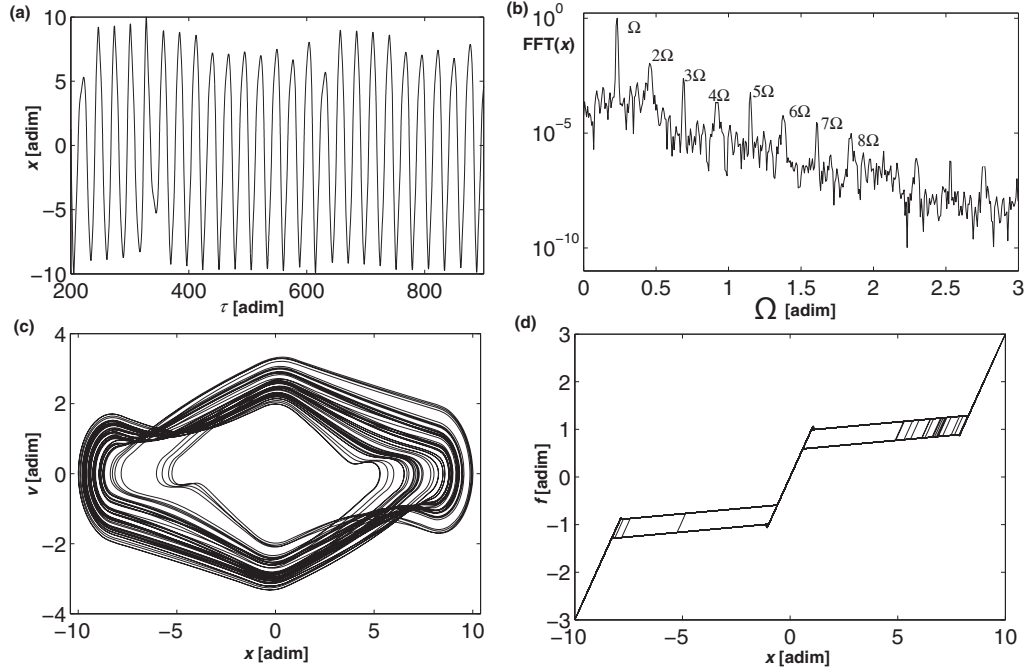 (a)
10
5
0
−5
−10
x [adim]
200
400
600
800
τ [adim]
(b)
10^0
FFT(x)
10^−5
10^−10
Ω
2Ω
3Ω
4Ω
5Ω
6Ω
7Ω
8Ω
0
0.5
1
1.5
2
2.5
3
Ω [adim]
(c)
4
2
0
−2
−4
v [adim]
−10
−5
0
5
10
x [adim]
(d)
3
2
1
0
−1
−2
−3
f [adim]
−10
−5
0
5
10
x [adim]